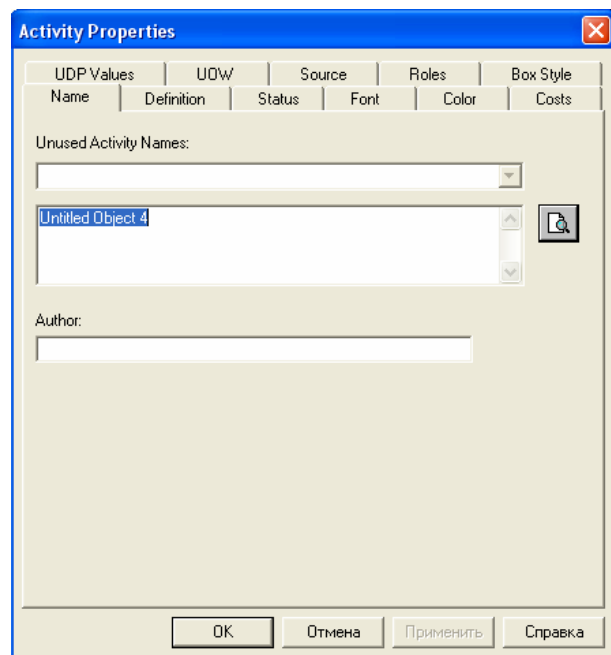 Activity Properties
UDP Values UOW Source Roles Box Style
Name Definition Status Font Color Costs
Unused Activity Names:
Untitled Object 4
Author:
OK Отмена Применить Справка